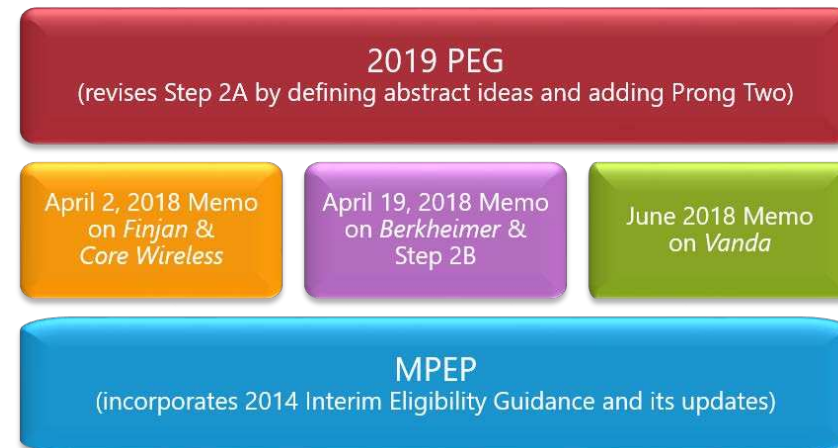 2019 PEG
(revises Step 2A by defining abstract ideas and adding Prong Two)
April 2, 2018 Memo
on Finjan &
Core Wireless
April 19, 2018 Memo
on Berkheimer &
Step 2B
June 2018 Memo
on Vanda
MPEP
(incorporates 2014 Interim Eligibility Guidance and its updates)